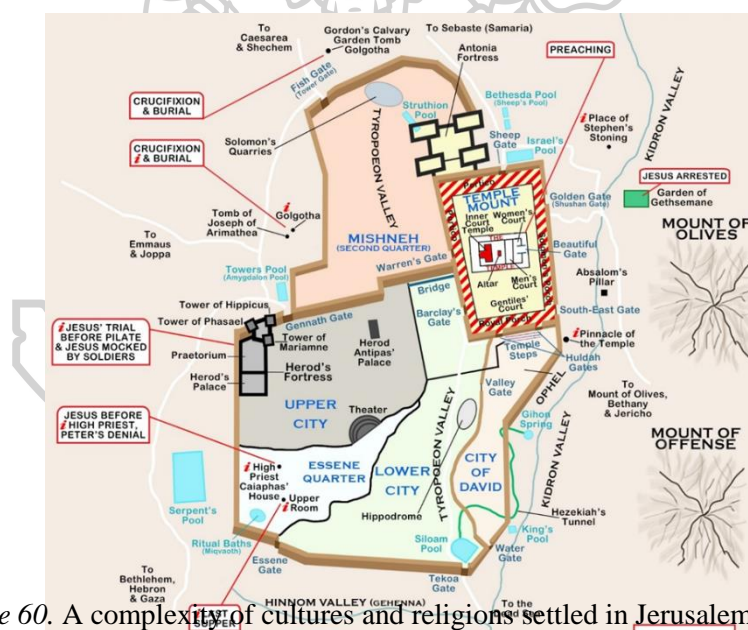 To
Caesarea
& Shechem
Gordon's Calvary
Garden Tomb
Golgotha
To Sebaste (Samaria)
Antonia
Fortress
PREACHING
Fish Gate
(Tower Gate)
CRUCIFIXION
& BURIAL
Struthion
Pool
Bethesda Pool
(Sheep's Pool)
i Place of
Stephen's
Stoning
KIDRON VALLEY
Solomon's
Quarries
TYROPOEON VALLEY
Sheep
Gate
Israel's
Pool
CRUCIFIXION
i & BURIAL
JESUS ARRESTED
Garden of
Gethsemane
Portico
TEMPLE
MOUNT
Golden Gate
(Shushan Gate)
i
Golgotha
Tomb of
Joseph of
Arimathea
Inner
Court
Temple
Women's
Court
MOUNT OF
OLIVES
To
Emmaus
& Joppa
MISHNEH
(SECOND QUARTER)
THE
TEMPLE
Beautiful
Gate
Warren's Gate
Towers Pool
(Amygdalon Pool)
Altar
Men's
Court
Absalom's
Pillar
Bridge
Gentiles'
Court
Tower of Hippicus
Tower of Phasael
Gennath Gate
Barclay's
Gate
Royal Porch
South-East Gate
i JESUS' TRIAL
BEFORE PILATE
& JESUS MOCKED
BY SOLDIERS
Tower of
Mariamne
Herod
Antipas'
Palace
Temple
Steps
i Pinnacle of
the Temple
Huldah
Gates
Praetorium
Herod's
Palace
Herod's
Fortress
Valley
Gate
OPHEL
To
Mount of Olives,
Bethany
& Jericho
UPPER
CITY
Theater
TYROPOEON VALLEY
Gihon
Spring
JESUS BEFORE
i HIGH PRIEST,
PETER'S DENIAL
MOUNT OF
OFFENSE
KIDRON VALLEY
i High
Priest
Caiaphas'
House
ESSENE
QUARTER
LOWER
CITY
CITY
OF
DAVID
i Upper
Room
Serpent's
Pool
Hippodrome
Hezekiah's
Tunnel
Ritual Baths
(Miqvaoth)
Siloam
Pool
King's
Pool
Essene
Gate
Water
Gate
Tekoa
Gate
To
Bethlehem,
Hebron
& Gaza
HINNOM VALLEY (GEHENNA)
To the
SUPPER
60. A complexity of cultures and religions settled in Jerusalem